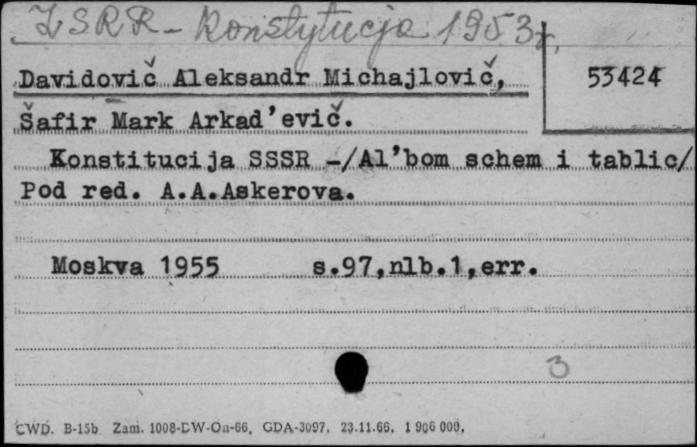 ZSRR - Konstytucja 1953r.
Davidovič Aleksandr Michajlovič,
53424
Šafir Mark Arkad'evič.
Konstitucija SSSR -/Al'bom schem i tablic/
Pod red. A.A.Askerova.
Moskva 1955 s.97,nlb.1,err.
3
CWD. B-15b Zam. 1008-DW-On-66, GDA-3097, 23.11.66, 1 906 000,